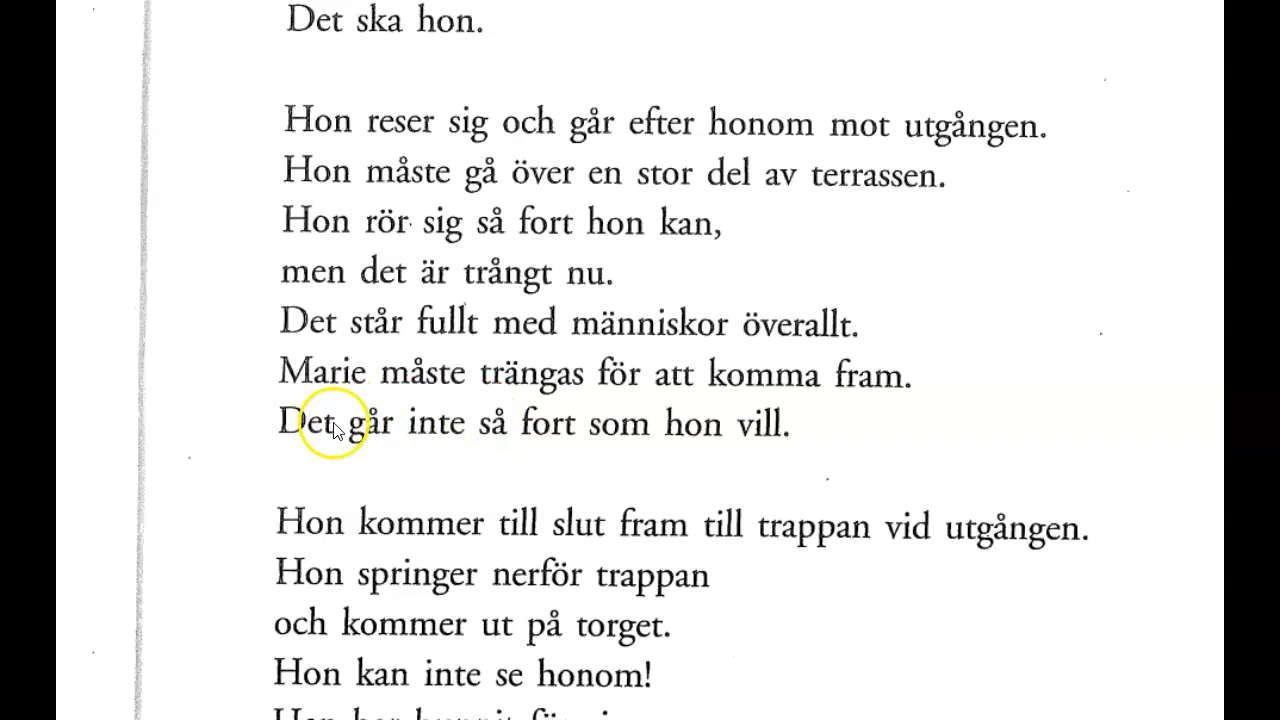 Det ska hon.
Hon reser sig och går efter honom mot utgången.
Hon måste gå över en stor del av terrassen.
Hon rör sig så fort hon kan,
men det är trångt nu.
Det står fullt med människor överallt.
Marie måste trängas för att komma fram.
Det går inte så fort som hon vill.
Hon kommer till slut fram till trappan vid utgången.
Hon springer nerför trappan
och kommer ut på torget.
Hon kan inte se honom!
Hon har